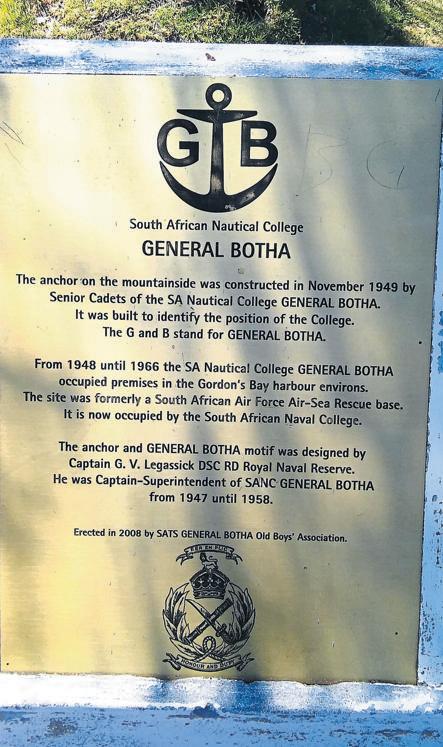 G B
South African Nautical College
GENERAL BOTHA
The anchor on the mountainside was constructed in November 1949 by
Senior Cadets of the SA Nautical College GENERAL BOTHA.
It was built to identify the position of the College.
The G and B stand for GENERAL BOTHA.
From 1948 until 1966 the SA Nautical College GENERAL BOTHA
occupied premises in the Gordon's Bay harbour environs.
The site was formerly a South African Air Force Air-Sea Rescue base.
It is now occupied by the South African Naval College.
The anchor and GENERAL BOTHA motif was designed by
Captain G. V. Legassick DSC RD Royal Naval Reserve.
He was Captain-Superintendent of SANC GENERAL BOTHA
from 1947 until 1958.
Erected in 2008 by SATS GENERAL BOTHA Old Boys' Association.
HONOUR AND DUTY